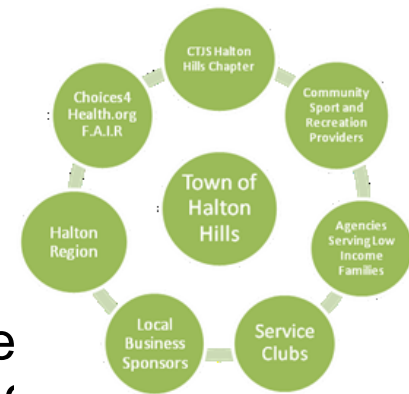 CTJS Halton
Hills Chapter
Community
Sport and
Recreation
Providers
Agencies
Serving Low
Income
Families
Service
Clubs
Local
Business
Sponsors
Halton
Region
Choices4
Health.org
F.A.I.R
Town of
Halton
Hills
e